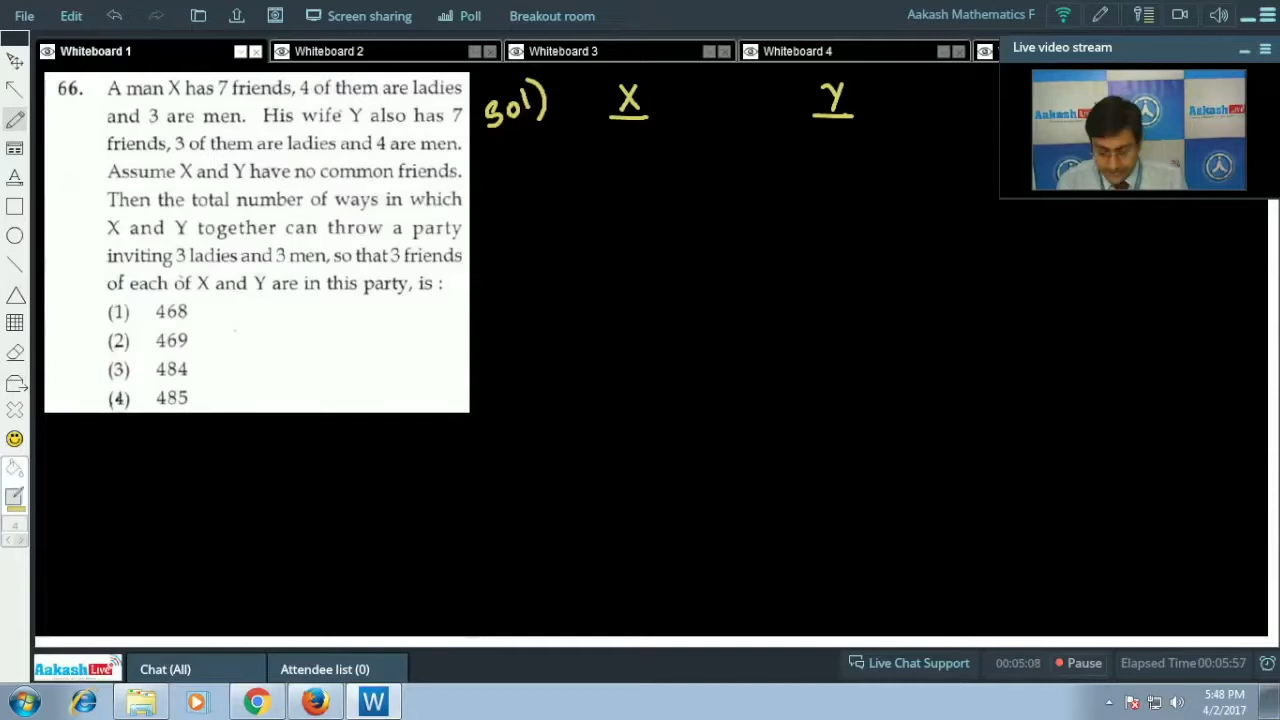 File Edit Screen sharing Poll Breakout room Aakash Mathematics F
Whiteboard 1 Whiteboard 2 Whiteboard 3 Whiteboard 4
Live video stream
66. A man X has 7 friends, 4 of them are ladies
and 3 are men. His wife Y also has 7
friends, 3 of them are ladies and 4 are men.
Assume X and Y have no common friends.
Then the total number of ways in which
X and Y together can throw a party
inviting 3 ladies and 3 men, so that 3 friends
of each of X and Y are in this party, is :
(1) 468
(2) 469
(3) 484
(4) 485
sol) X Y
4
Aakash Live Chat (All) Attendee list (0) Live Chat Support 00:05:08 Pause Elapsed Time 00:05:57
5:48 PM
4/2/2017